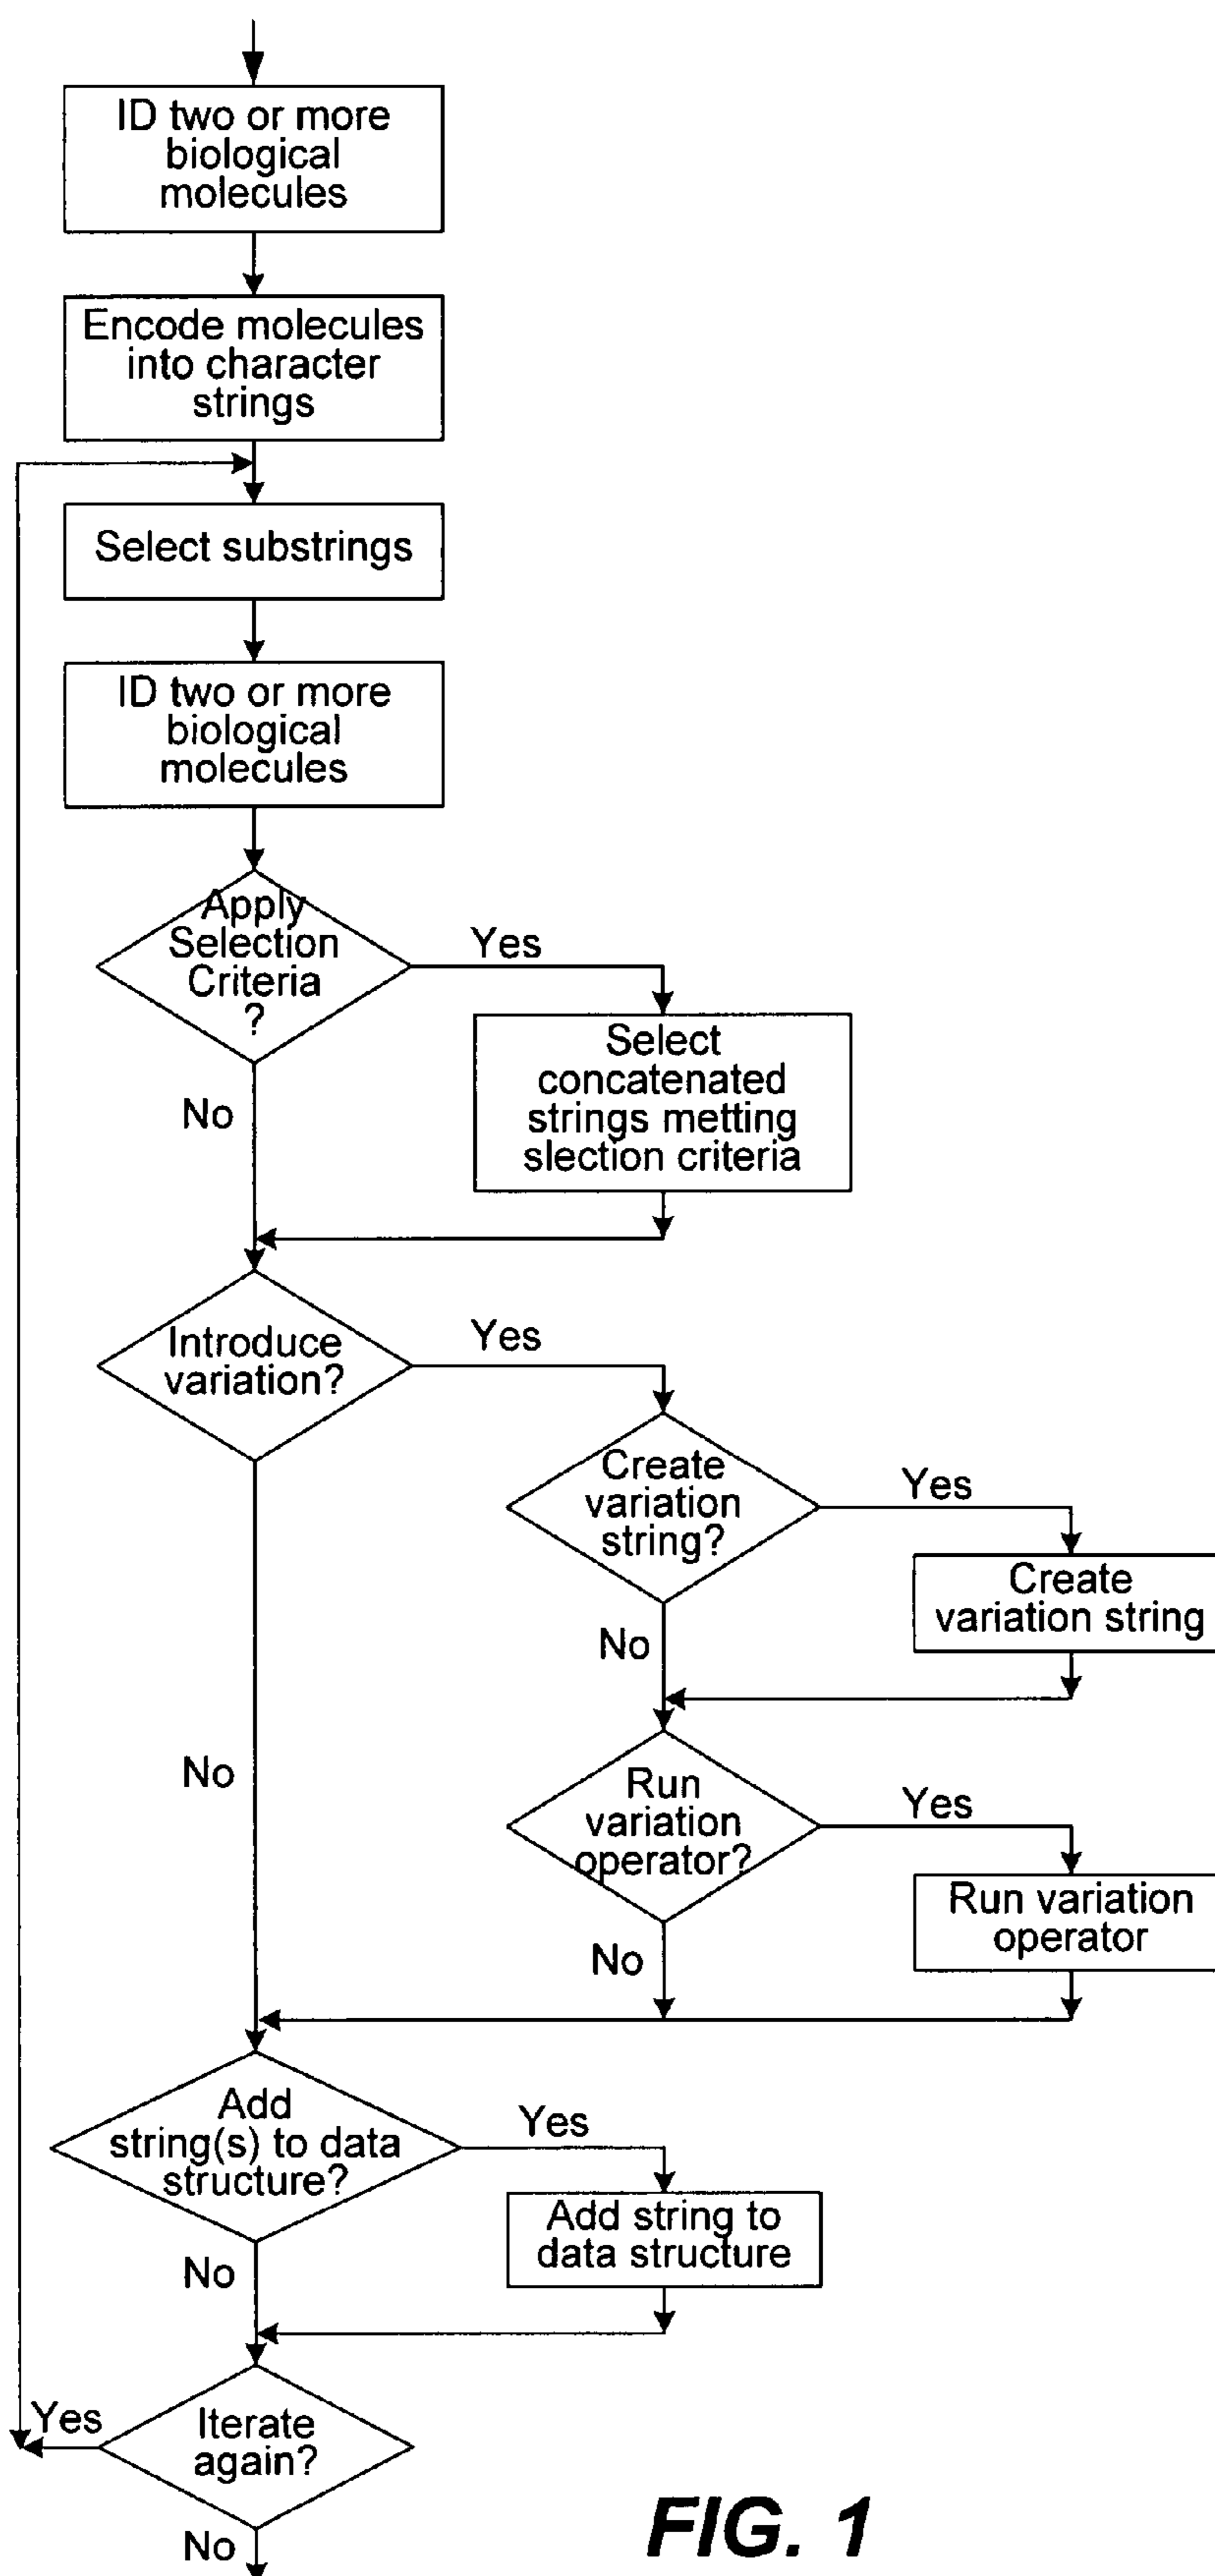 ID two or more
biological
molecules
Encode molecules
into character
strings
Select substrings
ID two or more
biological
molecules
Apply
Selection
Criteria
?
Yes
Select
concatenated
strings metting
slection criteria
No
Introduce
variation?
Yes
Create
variation
string?
Yes
Create
variation string
No
Run
variation
operator?
Yes
Run variation
operator
No
No
Add
string(s) to data
structure?
Yes
Add string to
data structure
No
Iterate
again?
Yes
No
FIG. 1